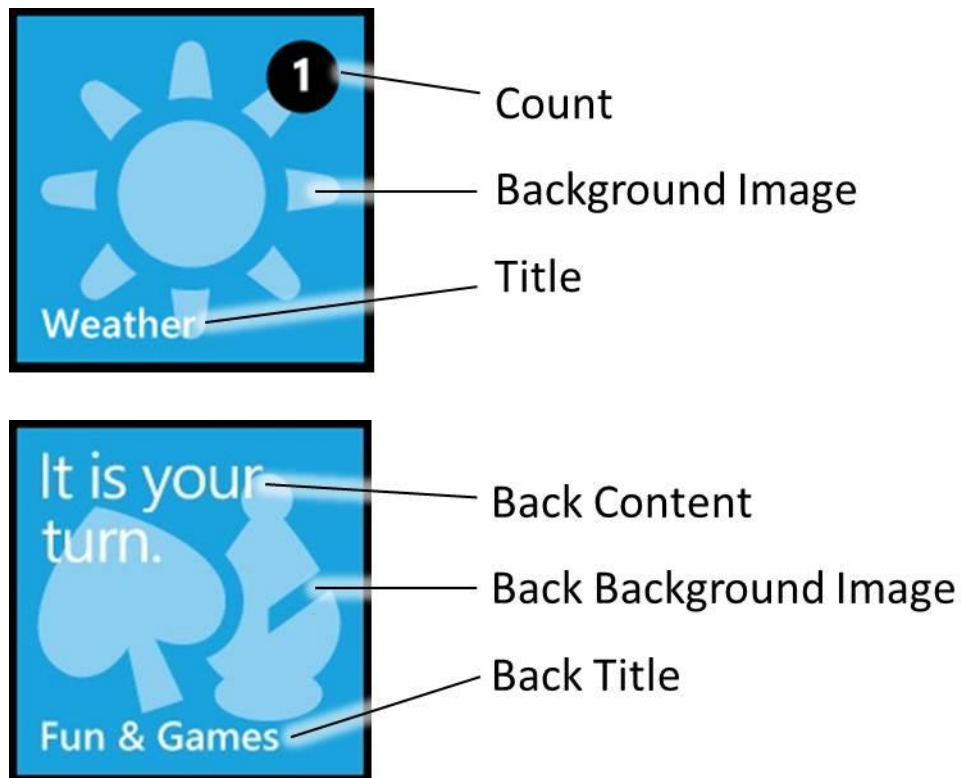 1
Count
Background Image
Title
Weather
It is your
turn.
Back Content
Back Background Image
Back Title
Fun & Games